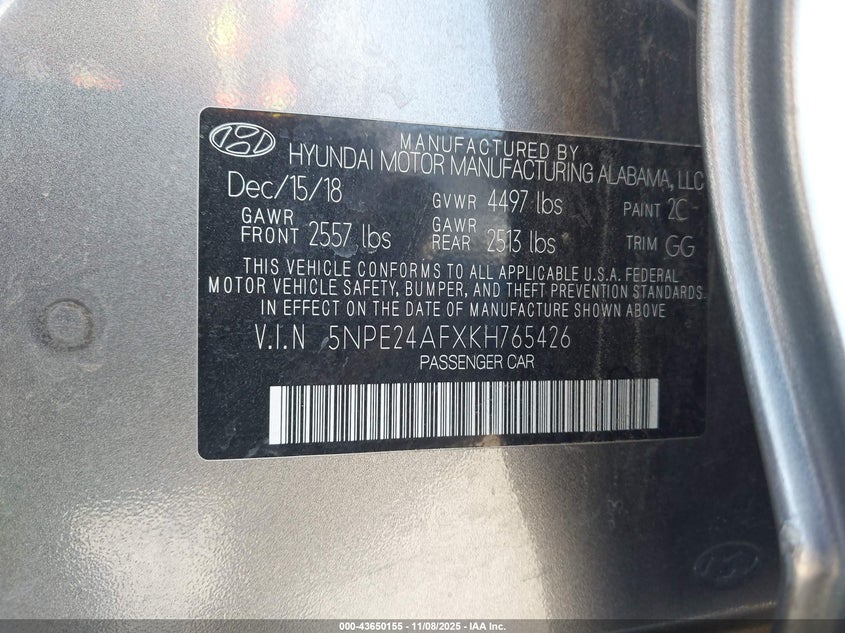 MANUFACTURED BY
HYUNDAI MOTOR MANUFACTURING ALABAMA, LLC
Dec/15/18 GVWR 4497 lbs PAINT 2C
GAWR FRONT 2557 lbs GAWR REAR 2513 lbs TRIM GG
THIS VEHICLE CONFORMS TO ALL APPLICABLE U.S.A. FEDERAL
MOTOR VEHICLE SAFETY, BUMPER, AND THEFT PREVENTION STANDARDS.
IN EFFECT ON THE DATE OF MANUFACTURE SHOWN ABOVE
V.I.N 5NPE24AFXKH765426
PASSENGER CAR
000-43650155 - 11/08/2025 - IAA Inc.